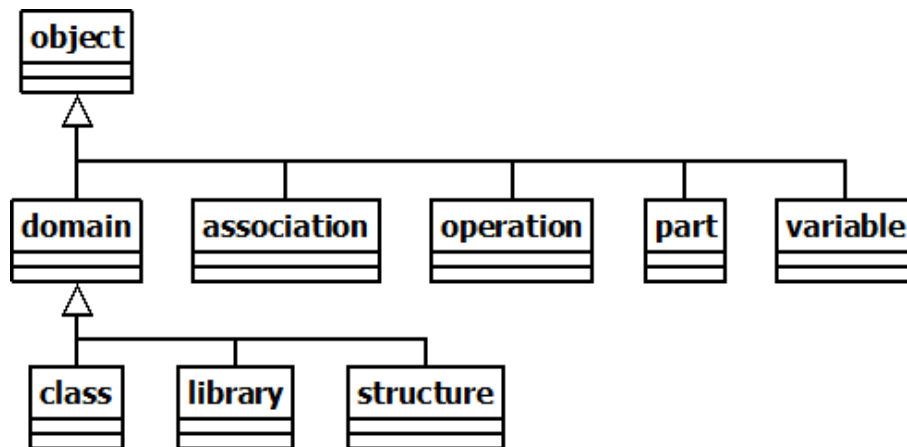 object
domain
association
operation
part
variable
class
library
structure